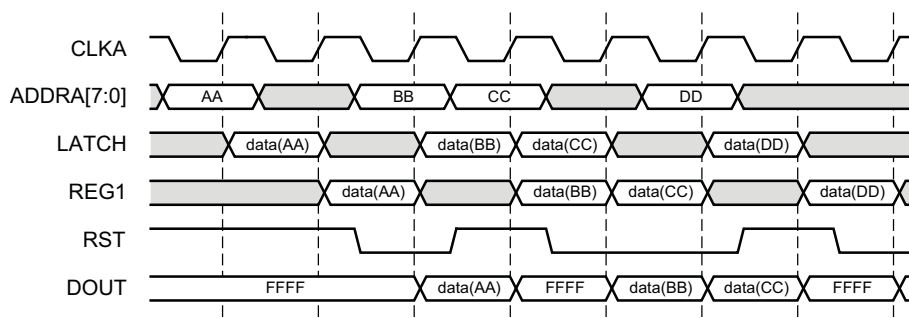 CLKA
ADDRA[7:0] AA BB CC DD
LATCH data(AA) data(BB) data(CC) data(DD)
REG1 data(AA) data(BB) data(CC) data(DD)
RST
DOUT FFFF data(AA) FFFF data(BB) data(CC) FFFF